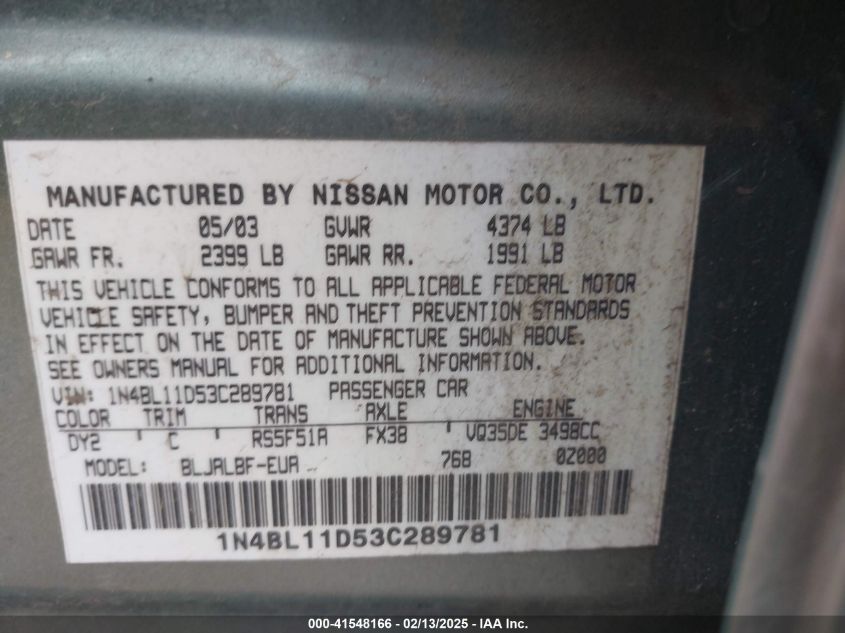 MANUFACTURED BY NISSAN MOTOR CO., LTD.
DATE 05/03 GVWR 4374 LB
GAWR FR. 2399 LB GAWR RR. 1991 LB
THIS VEHICLE CONFORMS TO ALL APPLICABLE FEDERAL MOTOR
VEHICLE SAFETY, BUMPER AND THEFT PREVENTION STANDARDS
IN EFFECT ON THE DATE OF MANUFACTURE SHOWN ABOVE.
SEE OWNERS MANUAL FOR ADDITIONAL INFORMATION.
VIN: 1N4BL11D53C289781 PASSENGER CAR
COLOR TRIM TRANS AXLE ENGINE
DY2 C RS5F51A FX38 VQ35DE 3498CC
MODEL: BLJALBF-EUA 768 0Z000
1N4BL11D53C289781
000-41548166 - 02/13/2025 - IAA Inc.